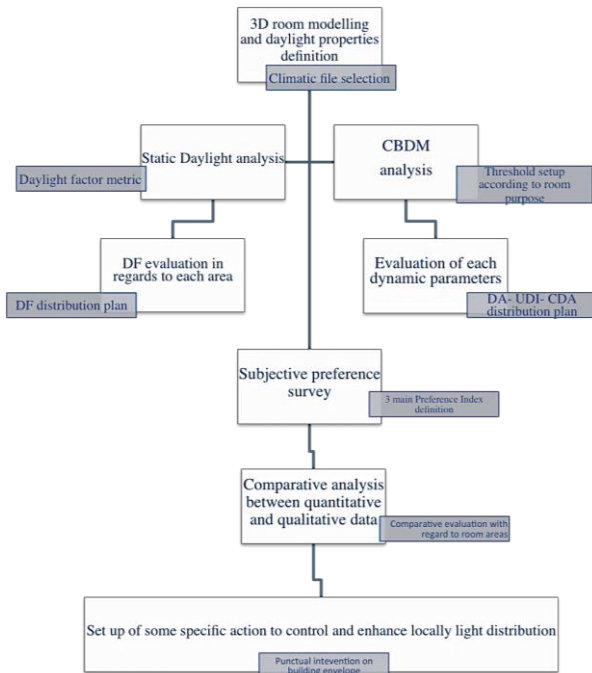 3D room modelling
and daylight properties
definition
Climatic file selection
Static Daylight analysis
Daylight factor metric
CBDM
analysis
Threshold setup
according to room
purpose
DF evaluation in
regards to each area
DF distribution plan
Evaluation of each
dynamic parameters
DA- UDI- CDA
distribution plan
Subjective preference
survey
3 main Preference Index
definition
Comparative analysis
between quantitative
and qualitative data
Comparative evaluation with
regard to room areas
Set up of some specific action to control and enhance locally light distribution
Punctual intevention on
building envelope